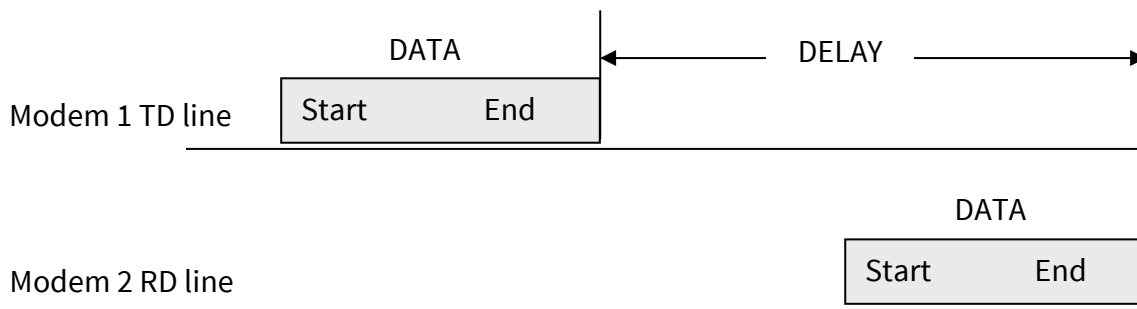 DATA
DELAY
Modem 1 TD line
Start
End
DATA
Modem 2 RD line
Start
End